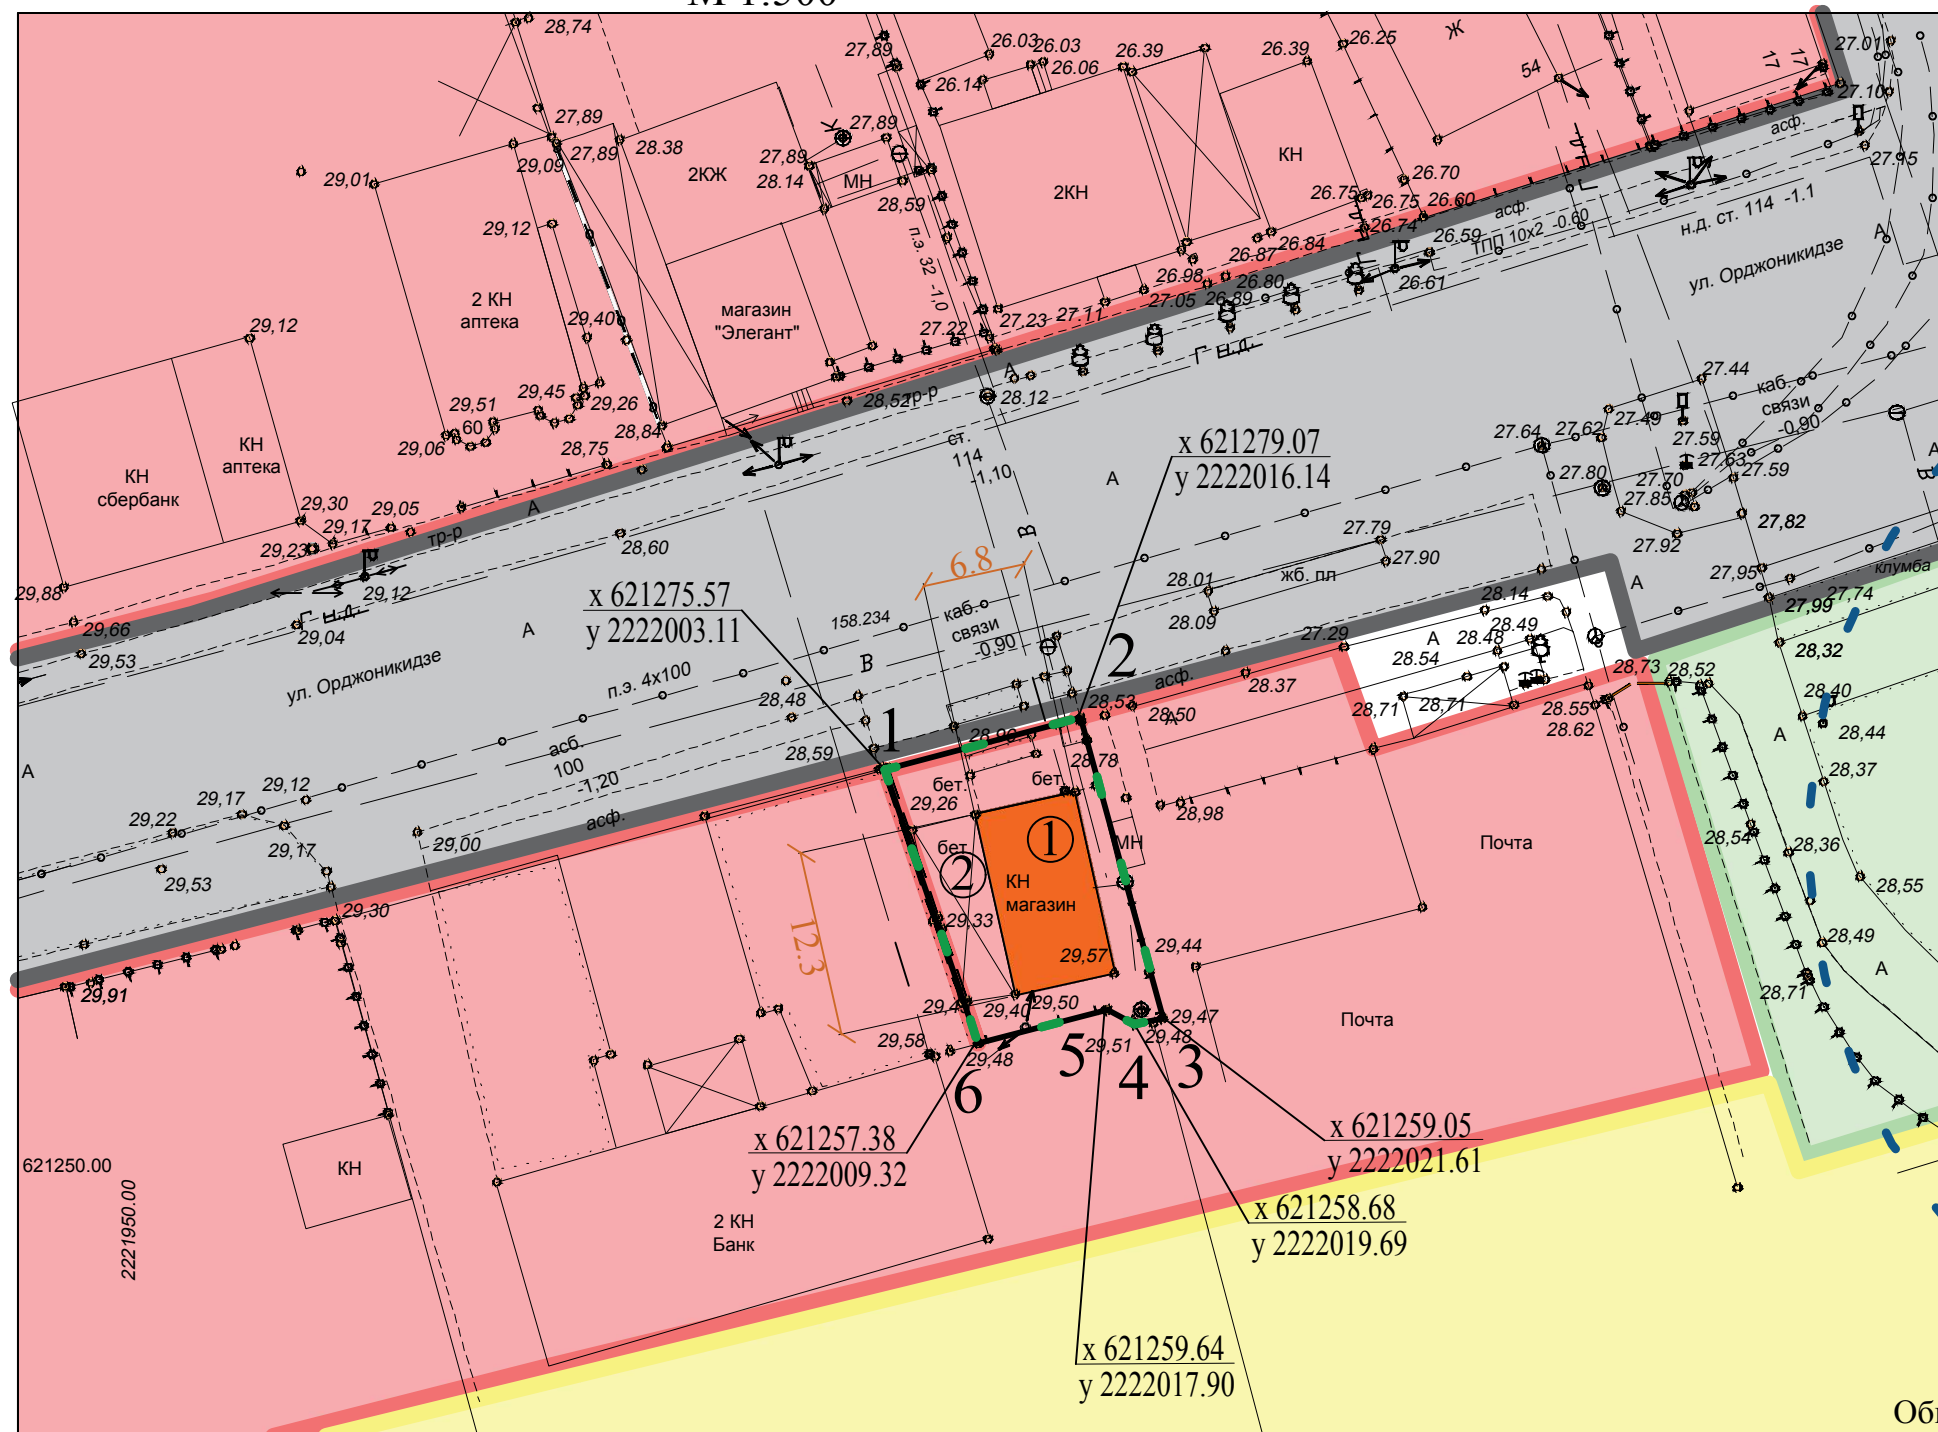 М 1:500
28,74
27,89
26.03
26.03
26.39
26.39
26.25
Ж
27.01
17
17
26.14
26.06
54
27.10
асф.
27,89
27,89
28.38
К
27,89
29,09
27,89
28.14
МН
2КЖ
29,01
28,59
2КН
КН
26.70
26.75
26.75
26.60
26.74
27.15
асф.
н.д. ст. 114 -1.1
А
29,12
п.э. 32 -1,0
26.84
26.87
26.59
ТПП 10х2 -0.60
ул. Орджоникидзе
2 КН
аптека
магазин
"Элегант"
26.98
26.80
26.61
27.05
26.89
29,12
29,40
27.22
27.23
27.11
Г н.д.
А
27.44
каб.
связи
-0,90
29,45
29,26
28,52
тр-р
28.12
29,51
60
29,06
28,84
28,75
ст.
114
-1,10
х 621279.07
у 2222016.14
А
27.64
27.62
27.49
27.59
27.63
27.59
КН
аптека
КН
сбербанк
27.80
27.70
27.85
А
В
29,30
29,05
29,17
29,23
А
тр-р
28,60
В
27.79
27.82
27.92
27.90
6.8
29,88
29,12
Г н.д.
х 621275.57
у 2222003.11
28.01
жб. пл
28.09
27,95
клумба
А
27,74
27,99
29,66
29,04
А
158.234
каб.
связи
-0,90
28.14
29,53
ул. Орджоникидзе
п.э. 4х100
В
2
27.29
28.49
А
28.48
28.54
28.73
28,52
28,32
28.48
асф.
28.37
28,53
28,50
А
28,71
28,71
28.55
28.62
28,40
А
28,44
А
асб.
100
1,20
28,59
1
28.90
28.78
28,37
29,12
29,17
бет.
бет.
29,22
асф.
29,26
28,98
28,54
29,17
29,00
бет.
1
МН
Почта
28,36
29,53
2
КН
магазин
28,55
29,30
29,33
12.3
29,44
28,49
29,57
А
29,91
28,71
29,40
29,50
29,47
29,48
Почта
29,58
29,48
5
29,51
4
3
6
х 621257.38
у 2222009.32
х 621259.05
у 2222021.61
621250.00
2221950.00
КН
х 621258.68
у 2222019.69
2 КН
Банк
х 621259.64
у 2222017.90